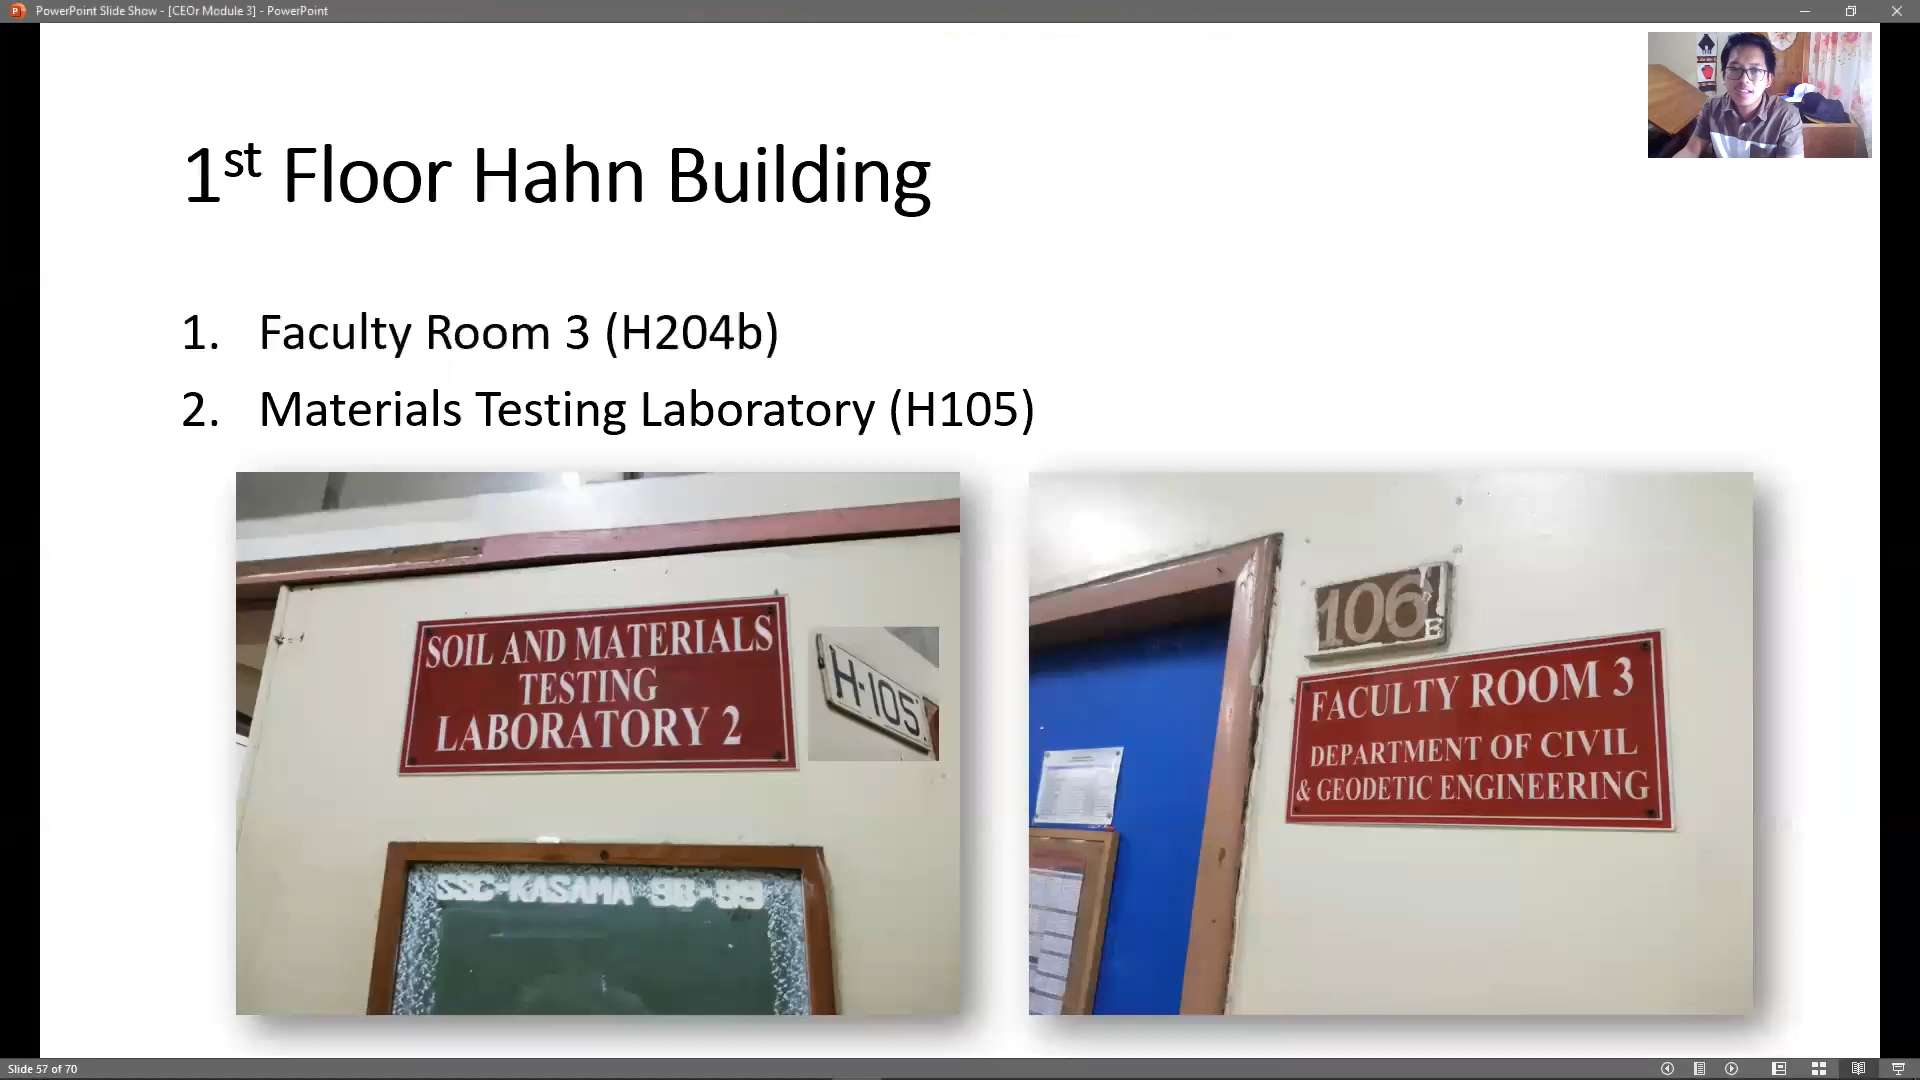 PowerPoint Slide Show - [CEOr Module 3] - PowerPoint
1st Floor Hahn Building
1. Faculty Room 3 (H204b)
2. Materials Testing Laboratory (H105)
SOIL AND MATERIALS
TESTING
LABORATORY 2
H-105
SSC-KASAMA 98-99
106
B
FACULTY ROOM 3
DEPARTMENT OF CIVIL
& GEODETIC ENGINEERING
Slide 57 of 70